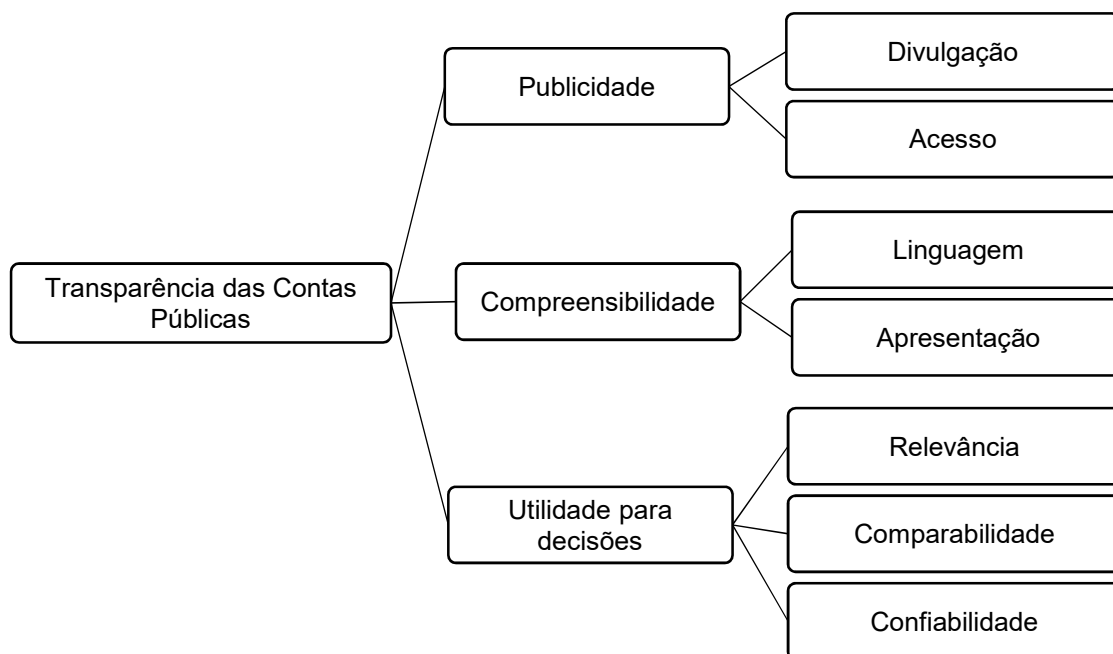 Transparência das Contas
Públicas
Publicidade
Divulgação
Acesso
Compreensibilidade
Linguagem
Apresentação
Utilidade para
decisões
Relevância
Comparabilidade
Confiabilidade